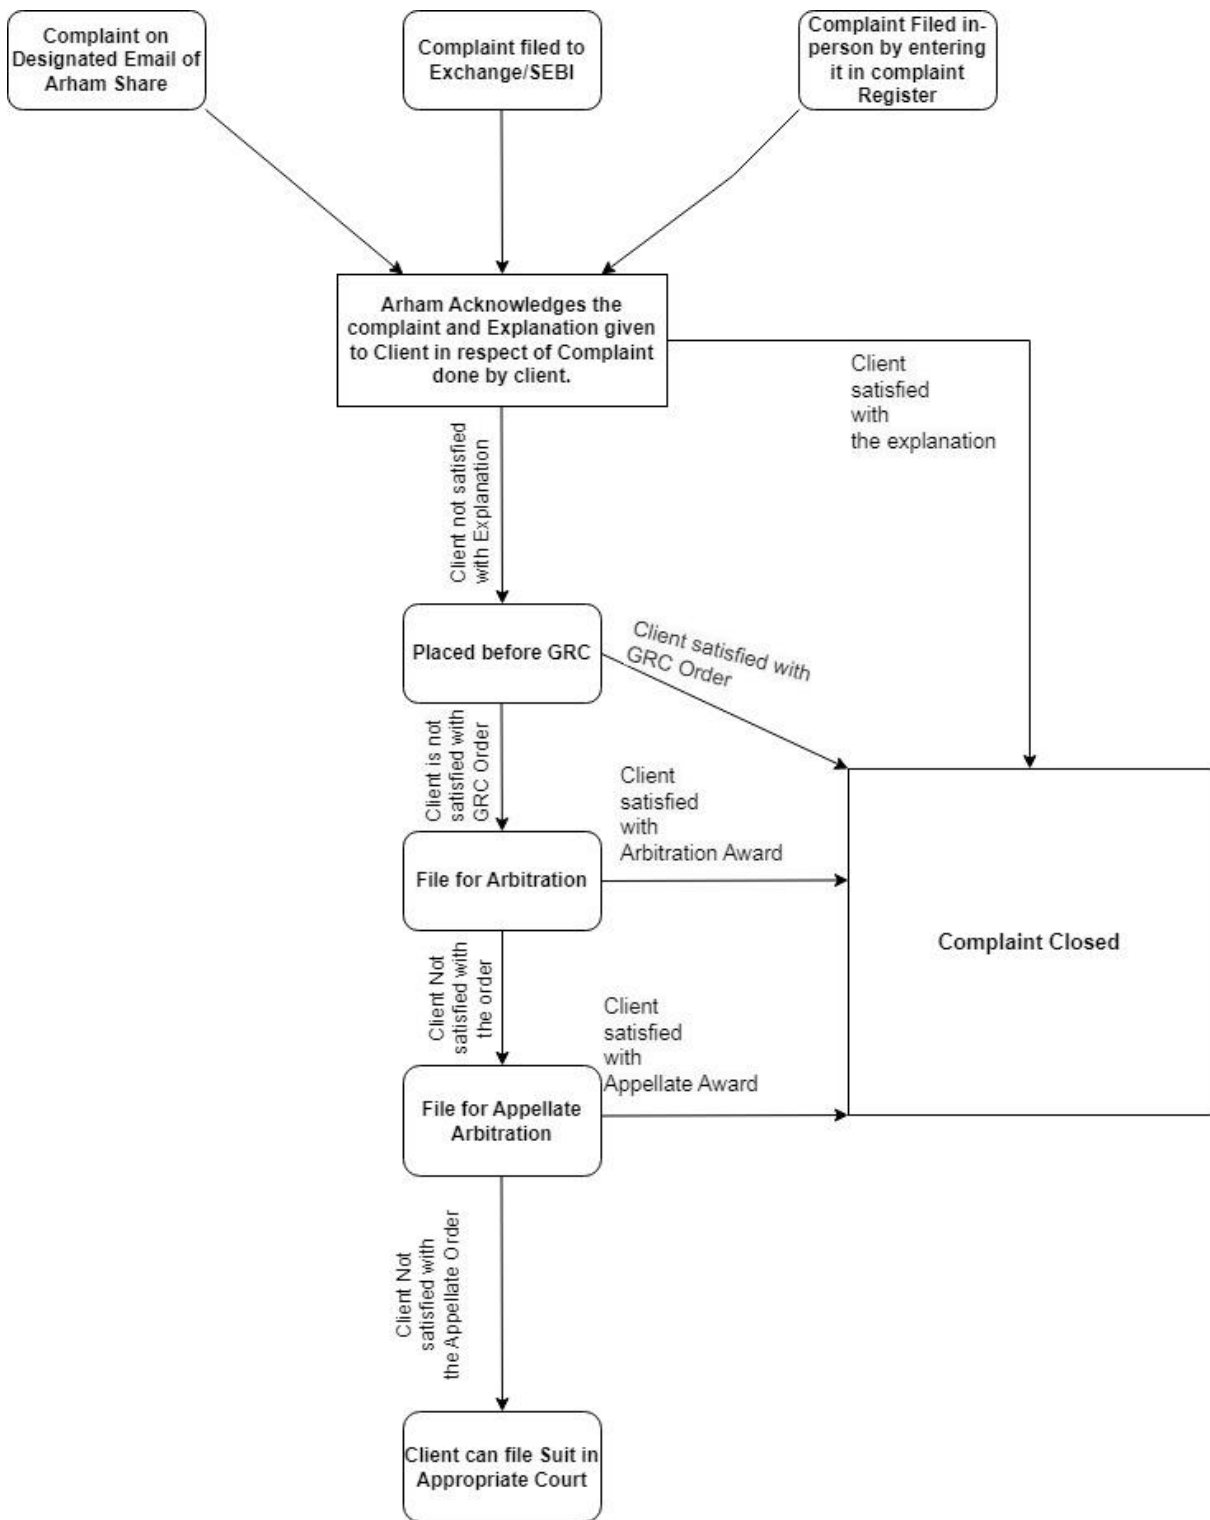 Complaint on
Designated Email of
Arham Share
Complaint filed to
Exchange/SEBI
Complaint Filed in-
person by entering
it in complaint
Register
Arham Acknowledges the
complaint and Explanation given
to Client in respect of Complaint
done by client.
Client
satisfied
with
the explanation
Client not satisfied
with Explanation
Placed before GRC
Client satisfied with
GRC Order
Client is not
satisfied with
GRC Order
Client
satisfied
with
Arbitration Award
File for Arbitration
Complaint Closed
Client Not
satisfied with
the order
Client
satisfied
with
Appellate Award
File for Appellate
Arbitration
Client Not
satisfied with
the Appellate Order
Client can file Suit in
Appropriate Court